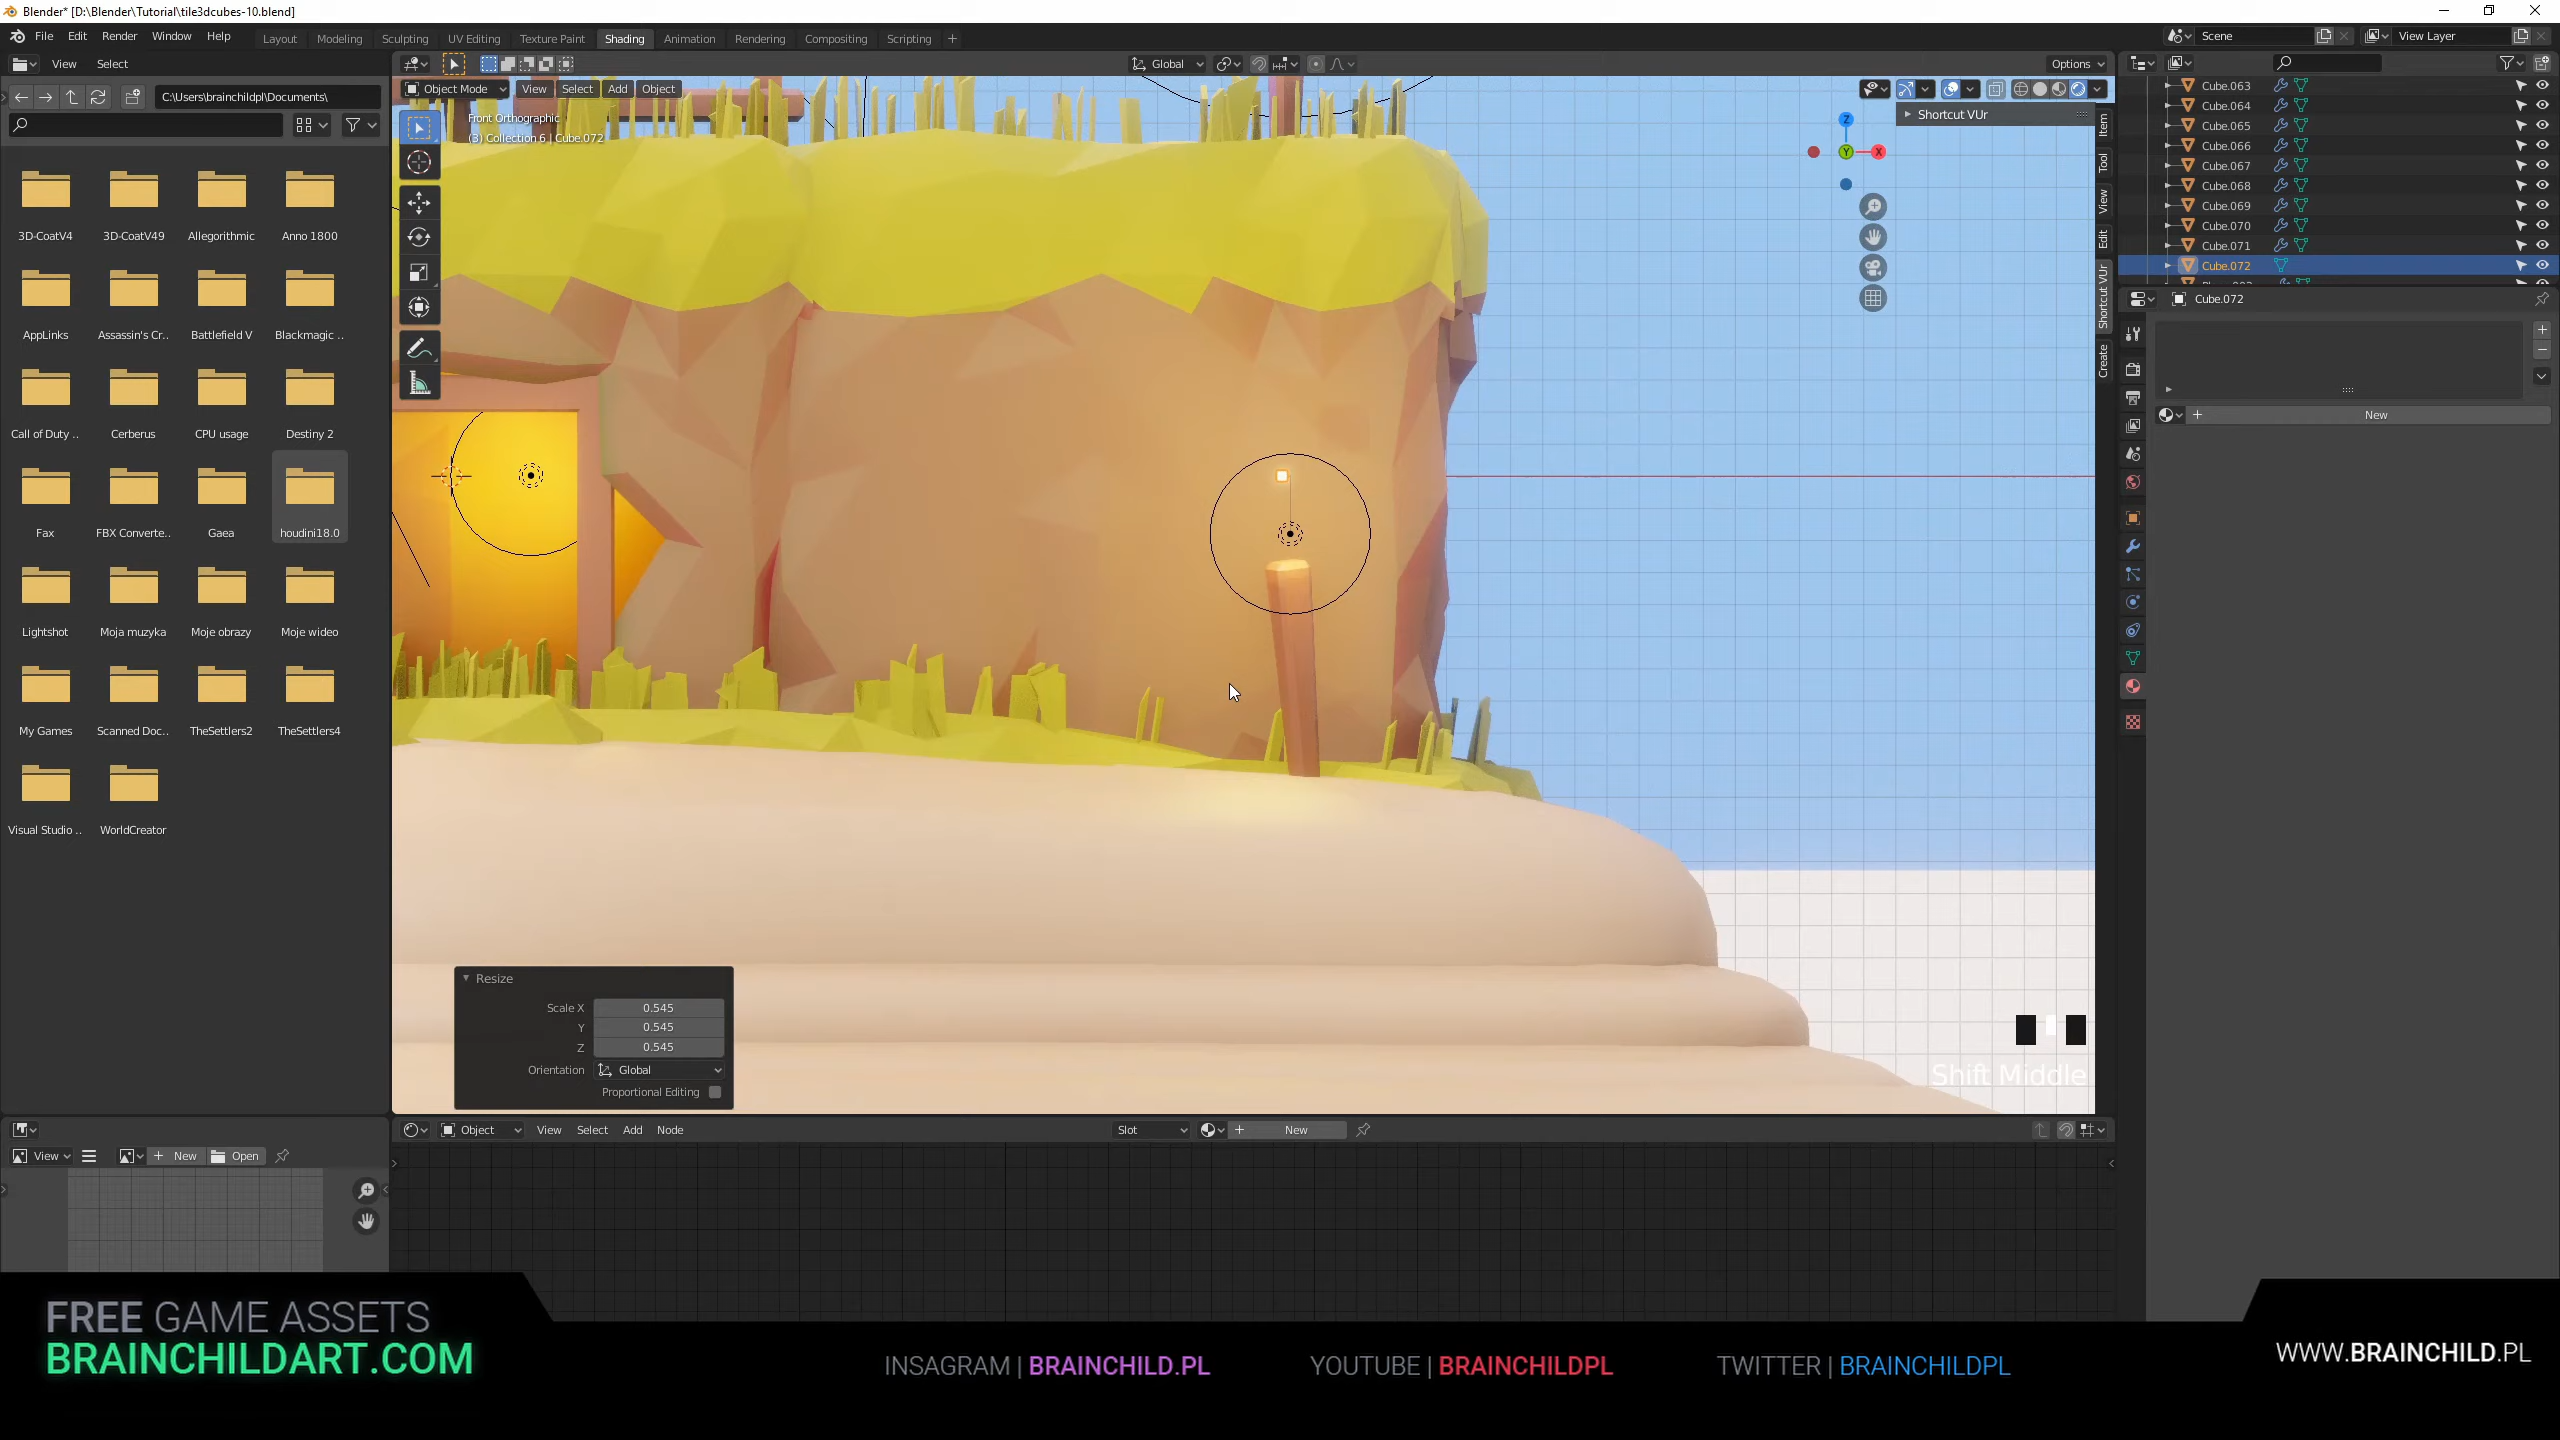 Blender* [D:\Blender\Tutorial\tile3dcubes-10.blend]
File Edit Render Window Help
Layout Modeling Sculpting UV Editing Texture Paint Shading Animation Rendering Compositing Scripting +
Scene
View Layer
View Select
Global
Options
C:\Users\brainchildpl\Documents\
Object Mode View Select Add Object
Front Orthographic
(3) Collection 6 | Cube.072
Shortcut VUr
Z
Y
X
Item
Tool
View
Edit
Shortcut VUr
Create
3D-CoatV4 3D-CoatV49 Allegorithmic Anno 1800
AppLinks Assassin's Cr.. Battlefield V Blackmagic ..
Call of Duty .. Cerberus CPU usage Destiny 2
Fax FBX Converte.. Gaea houdini18.0
Lightshot Moja muzyka Moje obrazy Moje wideo
My Games Scanned Doc.. TheSettlers2 TheSettlers4
Visual Studio .. WorldCreator
Cube.063
Cube.064
Cube.065
Cube.066
Cube.067
Cube.068
Cube.069
Cube.070
Cube.071
Cube.072
Cube.072
New
Resize
Scale X 0.545
Y 0.545
Z 0.545
Orientation Global
Proportional Editing
Shift Middle
Object View Select Add Node
Slot
New
View
New
Open
FREE GAME ASSETS
BRAINCHILDART.COM
INSAGRAM | BRAINCHILD.PL
YOUTUBE | BRAINCHILDPL
TWITTER | BRAINCHILDPL
WWW.BRAINCHILD.PL